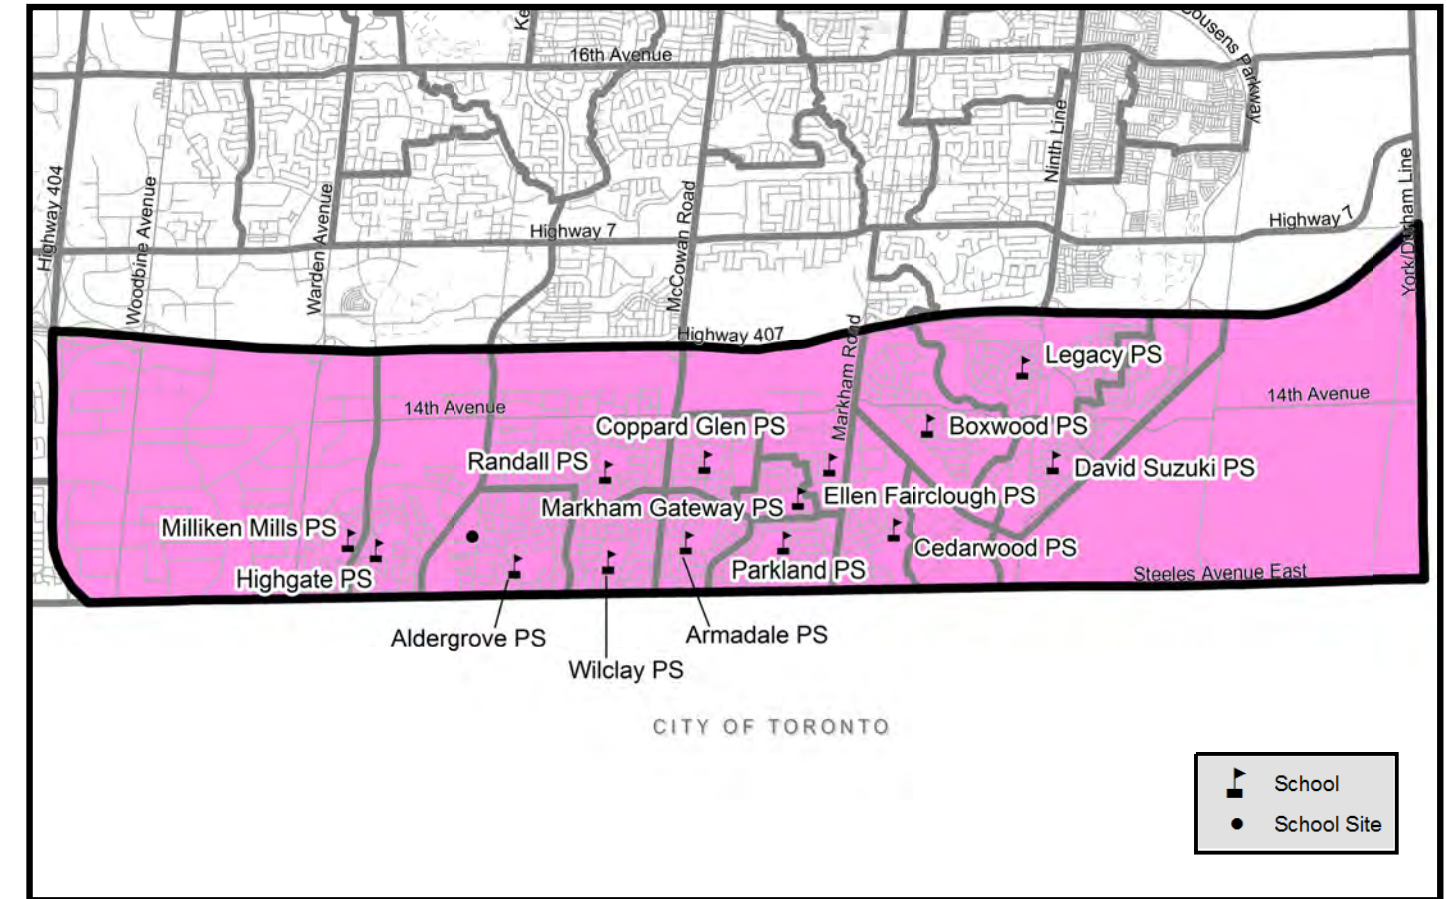 Cousens Parkway
16th Avenue
Ninth Line
Highway 404
Woodbine Avenue
Warden Avenue
McCowan Road
York/Durham Line
Highway 7
Highway 7
Highway 407
Markham Road
Legacy PS
14th Avenue
14th Avenue
Coppard Glen PS
Boxwood PS
Randall PS
David Suzuki PS
Ellen Fairclough PS
Markham Gateway PS
Milliken Mills PS
Cedarwood PS
Parkland PS
Highgate PS
Steeles Avenue East
Aldergrove PS
Armadale PS
Wilclay PS
CITY OF TORONTO
School
School Site